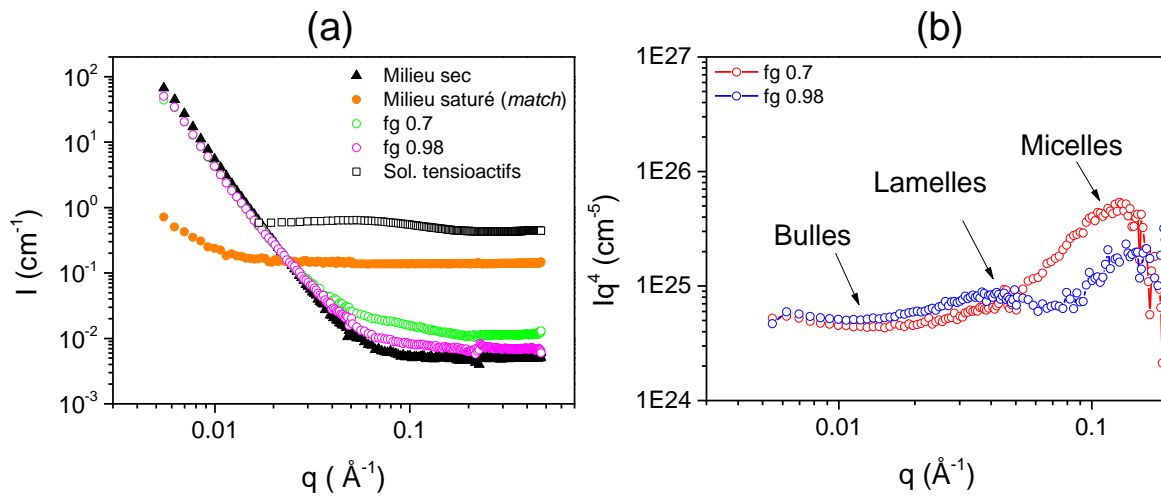 (a)
10²
10¹
10⁰
10⁻¹
10⁻²
10⁻³
I (cm⁻¹)
Milieu sec
Milieu saturé (match)
fg 0.7
fg 0.98
Sol. tensioactifs
0.01
0.1
q ( Å⁻¹)
(b)
1E27
1E26
1E25
1E24
Iq⁴ (cm⁻⁵)
fg 0.7
fg 0.98
Micelles
Lamelles
Bulles
0.01
0.1
q (Å⁻¹)